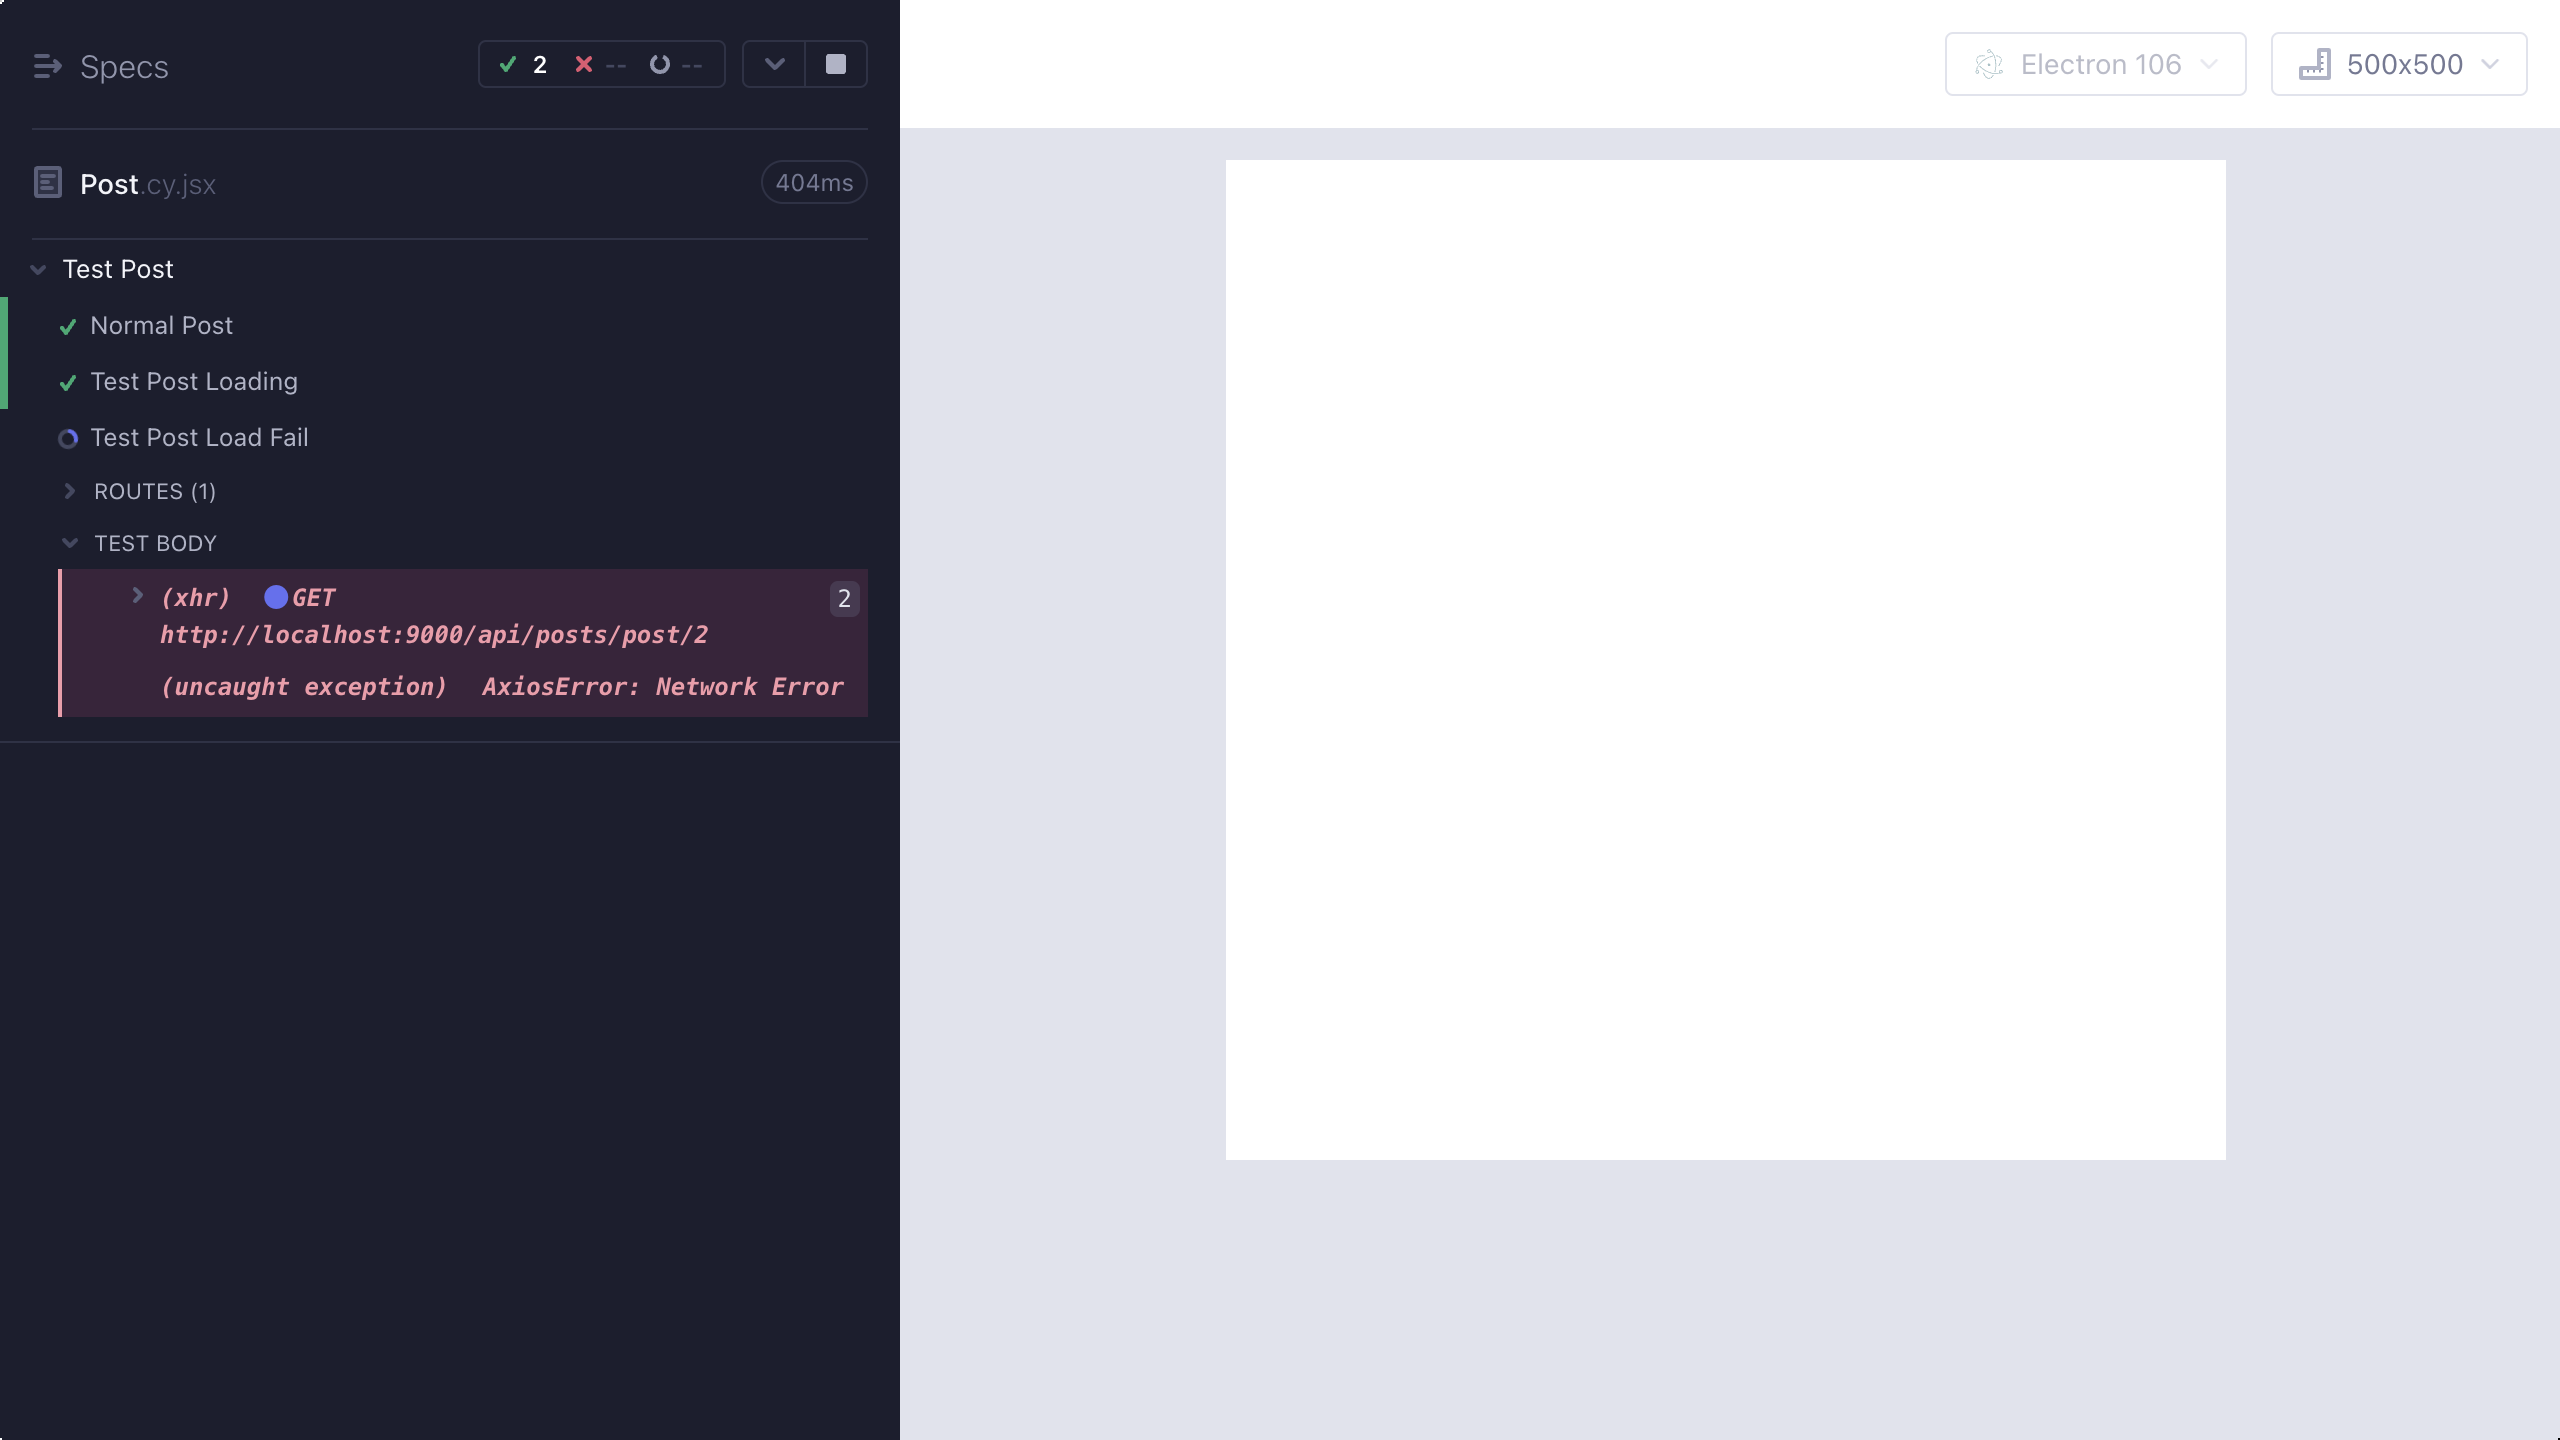 Specs
2 -- --
Electron 106
500x500
Post.cy.jsx
404ms
Test Post
Normal Post
Test Post Loading
Test Post Load Fail
ROUTES (1)
TEST BODY
(xhr) GET 2
http://localhost:9000/api/posts/post/2
(uncaught exception) AxiosError: Network Error